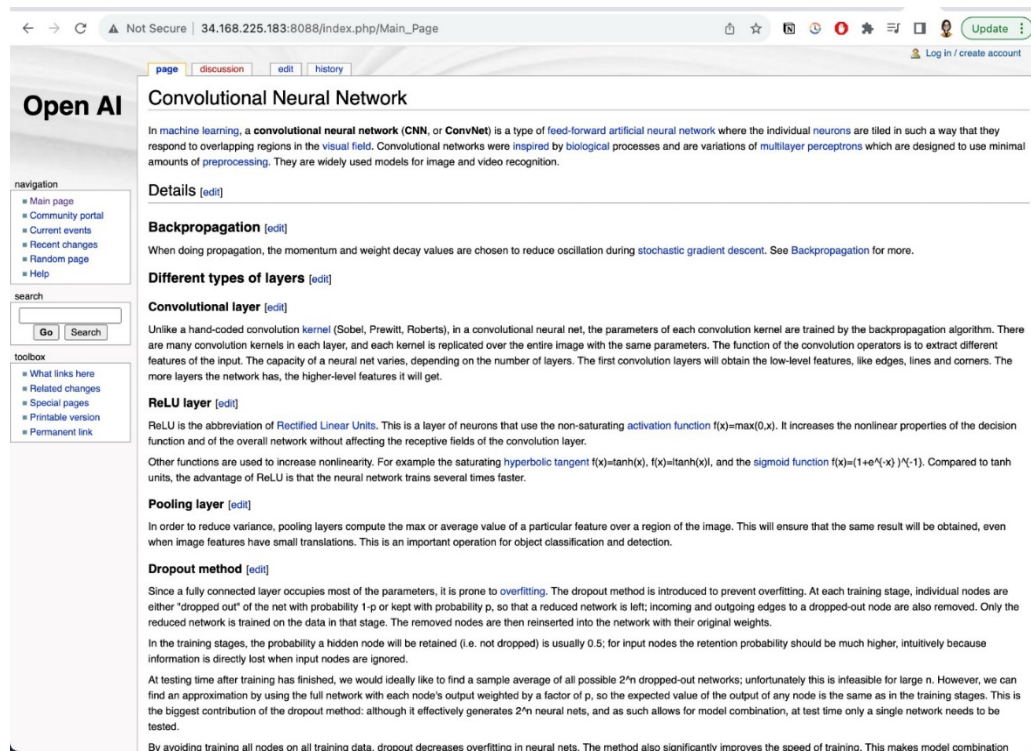 Not Secure | 34.168.225.183:8088/index.php/Main_Page
Update
Log in / create account
page
discussion
edit
history
Open AI
Convolutional Neural Network
In machine learning, a convolutional neural network (CNN, or ConvNet) is a type of feed-forward artificial neural network where the individual neurons are tiled in such a way that they
respond to overlapping regions in the visual field. Convolutional networks were inspired by biological processes and are variations of multilayer perceptrons which are designed to use minimal
amounts of preprocessing. They are widely used models for image and video recognition.
navigation
Main page
Community portal
Current events
Recent changes
Random page
Help
search
Go
Search
toolbox
What links here
Related changes
Special pages
Printable version
Permanent link
Details [edit]
Backpropagation [edit]
When doing propagation, the momentum and weight decay values are chosen to reduce oscillation during stochastic gradient descent. See Backpropagation for more.
Different types of layers [edit]
Convolutional layer [edit]
Unlike a hand-coded convolution kernel (Sobel, Prewitt, Roberts), in a convolutional neural net, the parameters of each convolution kernel are trained by the backpropagation algorithm. There
are many convolution kernels in each layer, and each kernel is replicated over the entire image with the same parameters. The function of the convolution operators is to extract different
features of the input. The capacity of a neural net varies, depending on the number of layers. The first convolution layers will obtain the low-level features, like edges, lines and corners. The
more layers the network has, the higher-level features it will get.
ReLU layer [edit]
ReLU is the abbreviation of Rectified Linear Units. This is a layer of neurons that use the non-saturating activation function f(x)=max(0,x). It increases the nonlinear properties of the decision
function and of the overall network without affecting the receptive fields of the convolution layer.
Other functions are used to increase nonlinearity. For example the saturating hyperbolic tangent f(x)=tanh(x), f(x)=|tanh(x)|, and the sigmoid function f(x)=(1+e^{-x} )^{-1}. Compared to tanh
units, the advantage of ReLU is that the neural network trains several times faster.
Pooling layer [edit]
In order to reduce variance, pooling layers compute the max or average value of a particular feature over a region of the image. This will ensure that the same result will be obtained, even
when image features have small translations. This is an important operation for object classification and detection.
Dropout method [edit]
Since a fully connected layer occupies most of the parameters, it is prone to overfitting. The dropout method is introduced to prevent overfitting. At each training stage, individual nodes are
either "dropped out" of the net with probability 1-p or kept with probability p, so that a reduced network is left; incoming and outgoing edges to a dropped-out node are also removed. Only the
reduced network is trained on the data in that stage. The removed nodes are then reinserted into the network with their original weights.
In the training stages, the probability a hidden node will be retained (i.e. not dropped) is usually 0.5; for input nodes the retention probability should be much higher, intuitively because
information is directly lost when input nodes are ignored.
At testing time after training has finished, we would ideally like to find a sample average of all possible 2^n dropped-out networks; unfortunately this is infeasible for large n. However, we can
find an approximation by using the full network with each node's output weighted by a factor of p, so the expected value of the output of any node is the same as in the training stages. This is
the biggest contribution of the dropout method: although it effectively generates 2^n neural nets, and as such allows for model combination, at test time only a single network needs to be
tested.
By avoiding training all nodes on all training data, dropout decreases overfitting in neural nets. The method also significantly improves the speed of training. This makes model combination